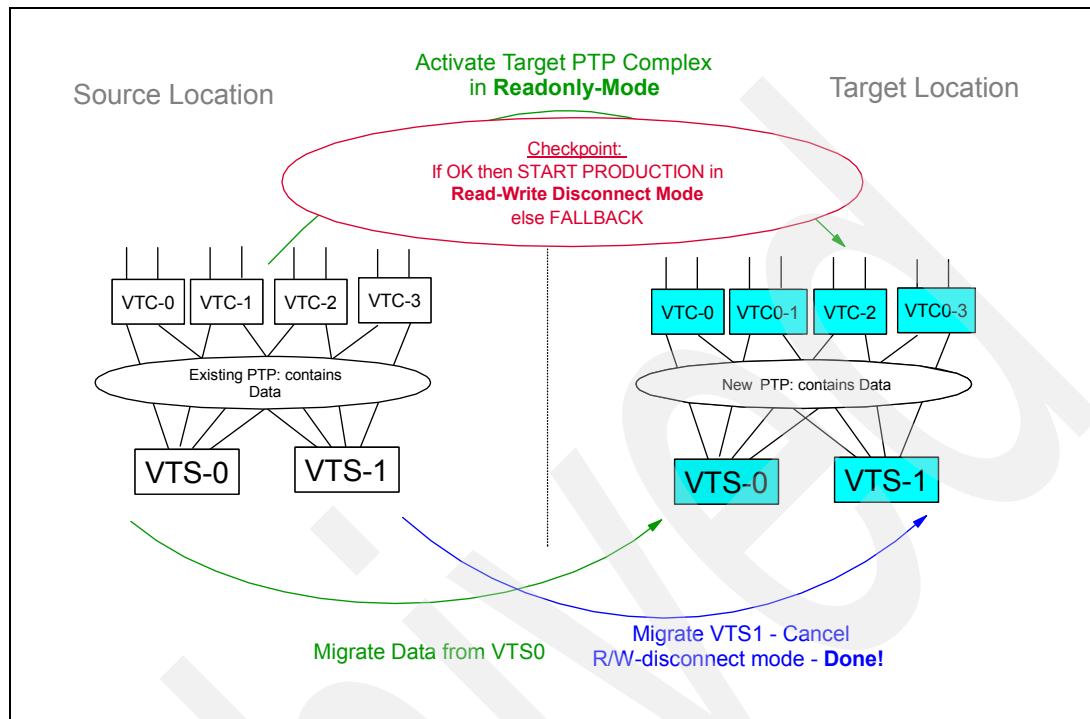 Activate Target PTP Complex
in Readonly-Mode
Source Location
Target Location
Checkpoint:
If OK then START PRODUCTION in
Read-Write Disconnect Mode
else FALLBACK
VTC-0
VTC-1
VTC-2
VTC-3
VTC-0
VTC0-1
VTC-2
VTC0-3
Existing PTP: contains
Data
New PTP: contains Data
VTS-0
VTS-1
VTS-0
VTS-1
Migrate Data from VTS0
Migrate VTS1 - Cancel
R/W-disconnect mode - Done!